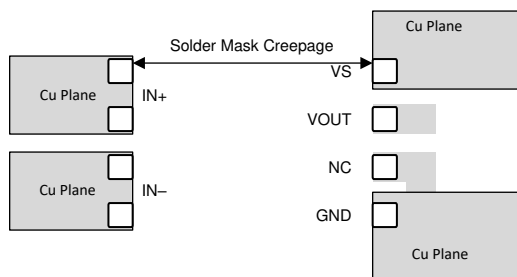 Cu Plane
Solder Mask Creepage
VS
Cu Plane
IN+
VOUT
NC
Cu Plane
IN–
GND
Cu Plane